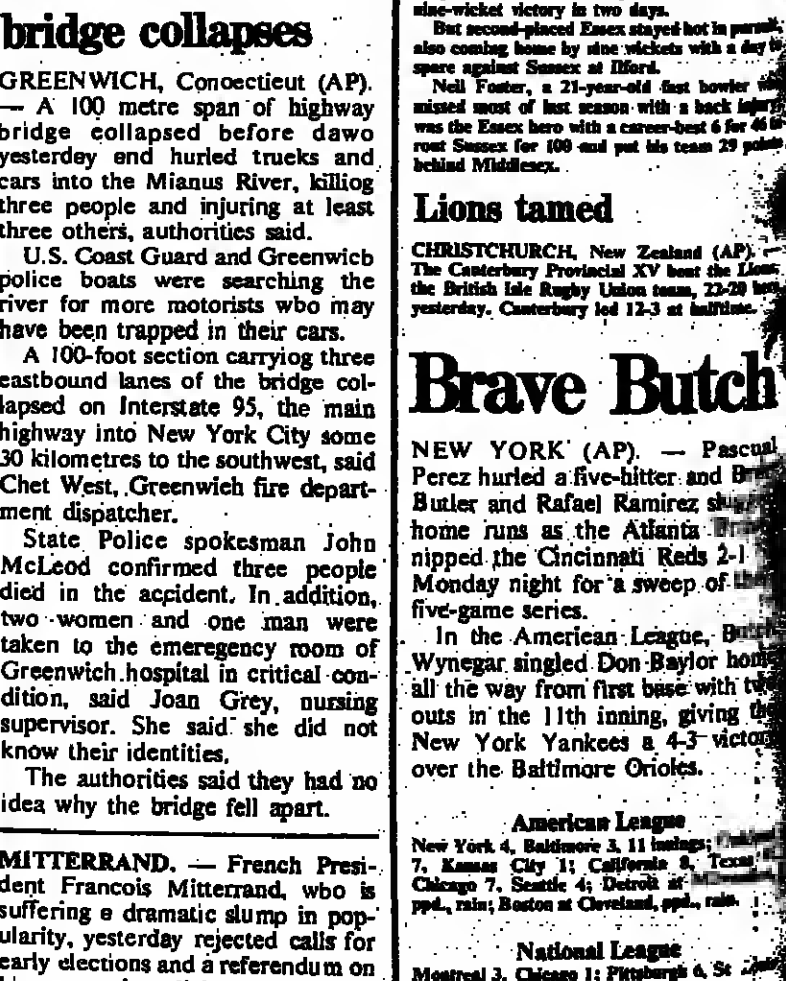 bridge collapses
GREENWICH, Conoectieut (AP).
— A 100 metre span of highway
bridge eollapsed before dawo
yesterday end hurled trueks and
cars into the Mianus River, killiog
three people and injuring at least
three others, authorities said.
U.S. Coast Guard and Greenwicb
police boats were searching the
river for more motorists wbo may
have been trapped in their cars.
A 100-foot section carryiog three
eastbound lanes of the bridge col-
lapsed on Interstate 95, the main
highway into New York City some
30 kilometres to the southwest, said
Chet West, Greenwieh fire depart-
ment dispatcher.
State Police spokesman John
McLeod confirmed three people
died in the accident. In addition,
two women and one man were
taken to the emeregency room of
Greenwich hospital in critical con-
dition, said Joan Grey, nursing
supervisor. She said she did not
know their identities.
The authorities said they had no
idea why the bridge fell apart.
MITTERRAND. — French Presi-
dent Francois Mitterrand, wbo is
suffering e dramatic slump in pop-
ularity, yesterday rejected calls for
early elections and a referendum on
nine-wicket victory in two days.
But second-placed Essex stayed hot in pursuit,
also coming home by nine wickets with a day to
spare against Sussex at Ilford.
Neil Foster, a 21-year-old fast bowler who
missed most of last season with a back injury,
was the Essex hero with a career-best 6 for 46 to
rout Sussex for 100 and put his team 29 points
behind Middlesex.
Lions tamed
CHRISTCHURCH, New Zealand (AP). —
The Canterbury Provincial XV beat the Lions,
the British Isle Rugby Union team, 22-20 here
yesterday. Canterbury led 12-3 at halftime.
Brave Butch
NEW YORK (AP). — Pascual
Perez hurled a five-hitter and
Butler and Rafael Ramirez
home runs as the Atlanta
nipped the Cincinnati Reds 2-1
Monday night for a sweep of the
five-game series.
In the American League, Butch
Wynegar singled Don Baylor home
all the way from first base with two
outs in the 11th inning, giving the
New York Yankees a 4-3 victory
over the Baltimore Orioles.
American League
New York 4, Baltimore 3, 11 innings;
7, Kansas City 1; California 8, Texas
Chicago 7, Seattle 4; Detroit at
ppd., rain; Boston at Cleveland, ppd., rain.
National League
Montreal 3, Chicago 1; Pittsburgh 6, St